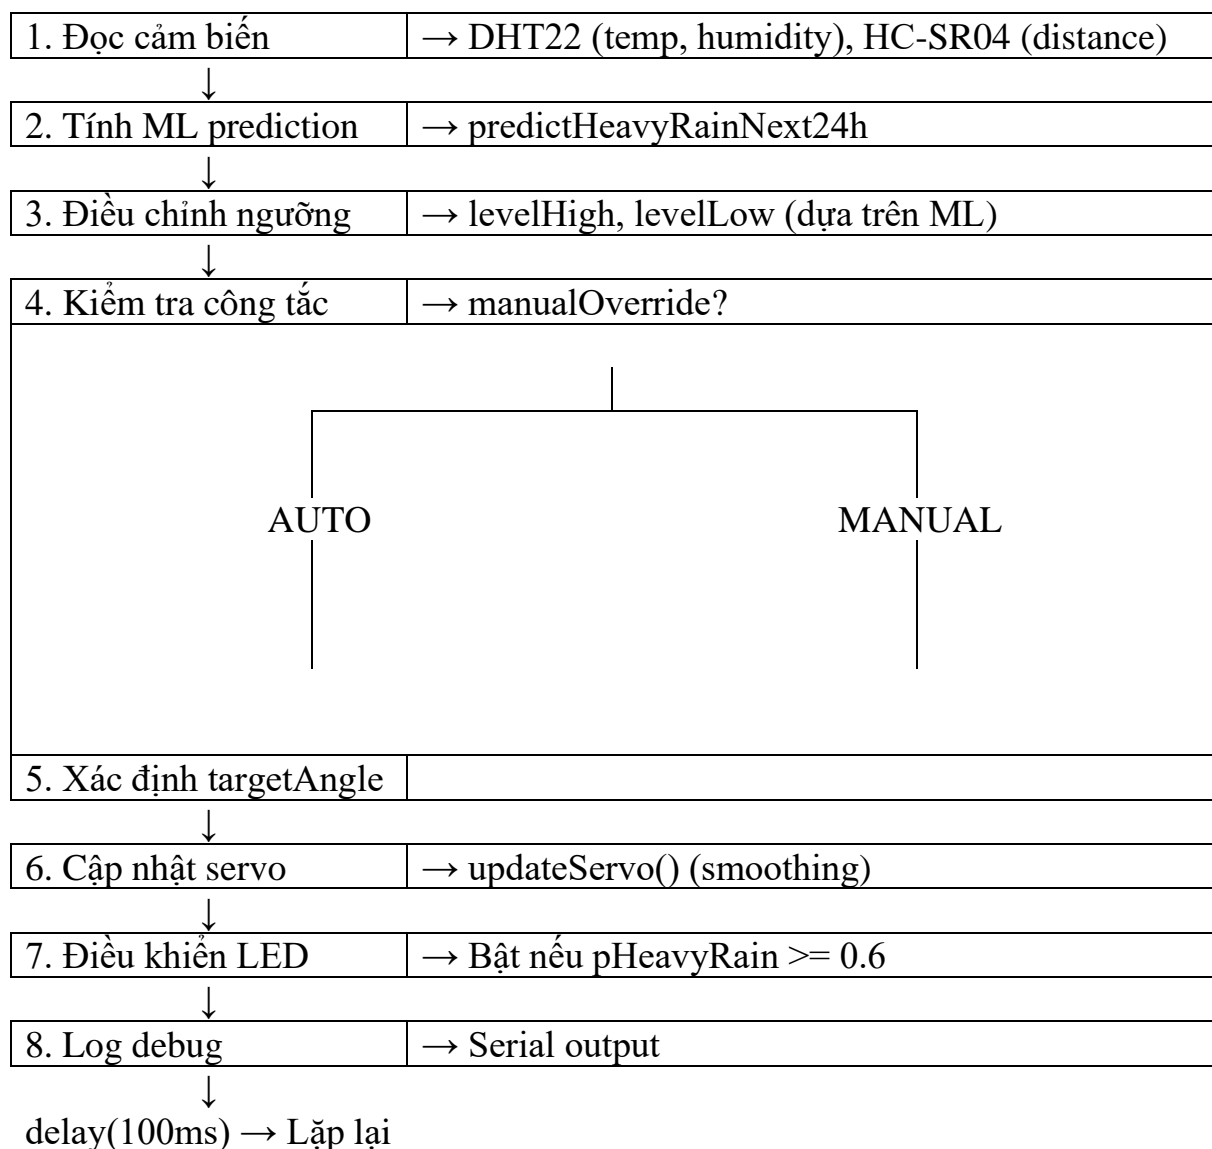 1. Đọc cảm biến → DHT22 (temp, humidity), HC-SR04 (distance)
↓
2. Tính ML prediction → predictHeavyRainNext24h
↓
3. Điều chỉnh ngưỡng → levelHigh, levelLow (dựa trên ML)
↓
4. Kiểm tra công tắc → manualOverride?
AUTO MANUAL
5. Xác định targetAngle
↓
6. Cập nhật servo → updateServo() (smoothing)
↓
7. Điều khiển LED → Bật nếu pHeavyRain >= 0.6
↓
8. Log debug → Serial output
↓
delay(100ms) → Lặp lại